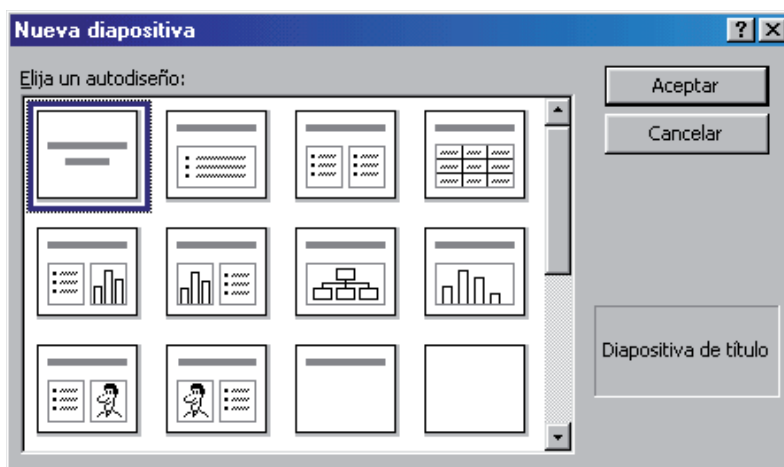 Nueva diapositiva
Elija un autodiseño:
Aceptar
Cancelar
Diapositiva de título